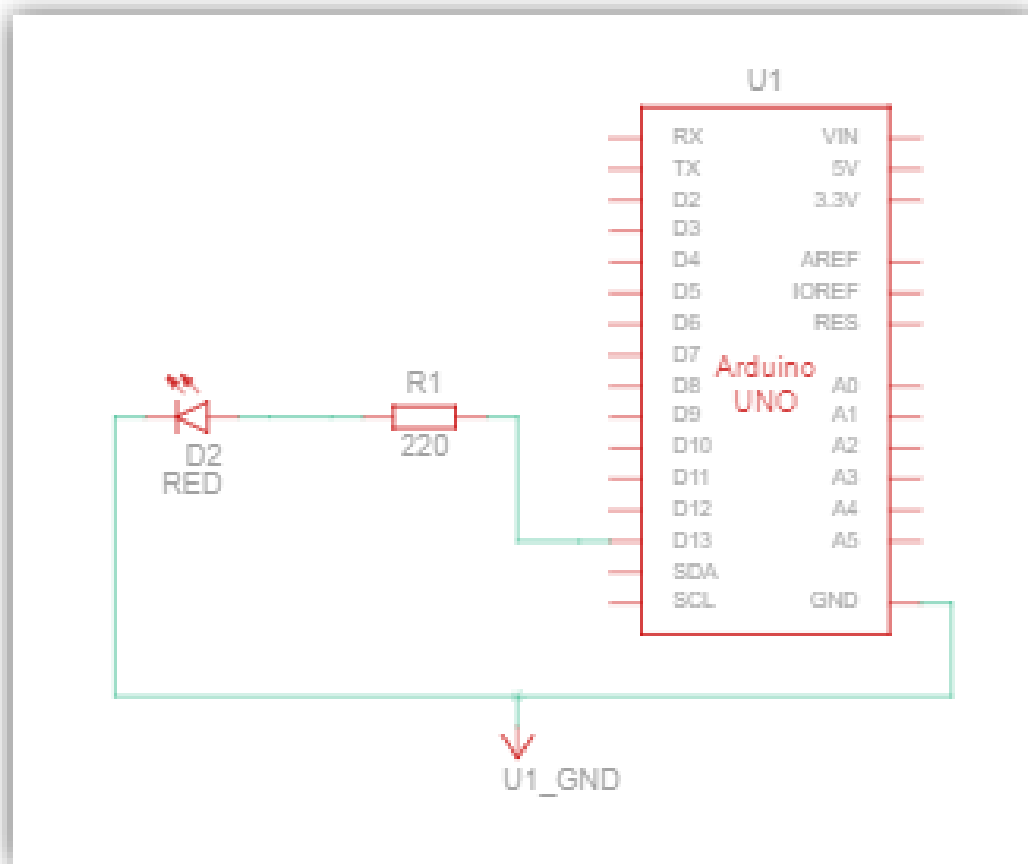 U1
RX VIN
TX 5V
D2 3.3V
D3
D4 AREF
D5 IOREF
D6 RES
D7
Arduino
UNO
D8 A0
D9 A1
D10 A2
D11 A3
D12 A4
D13 A5
SDA
SCL GND
R1
220
D2
RED
U1_GND